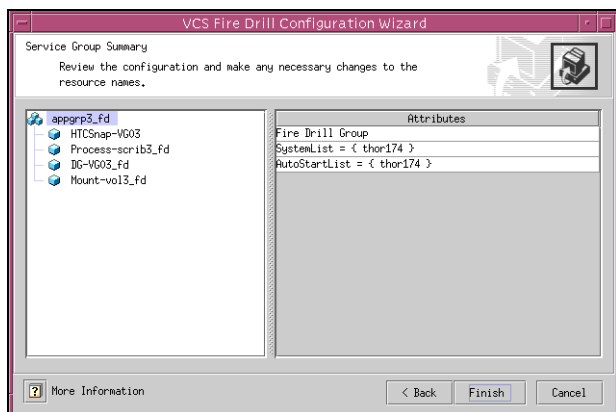 VCS Fire Drill Configuration Wizard
Service Group Summary
Review the configuration and make any necessary changes to the
resource names.
appgrp3_fd
HTCSnap-VG03
Process-scrib3_fd
DG-VG03_fd
Mount-vol3_fd
Attributes
Fire Drill Group
SystemList = { thor174 }
AutoStartList = { thor174 }
? More Information
< Back
Finish
Cancel